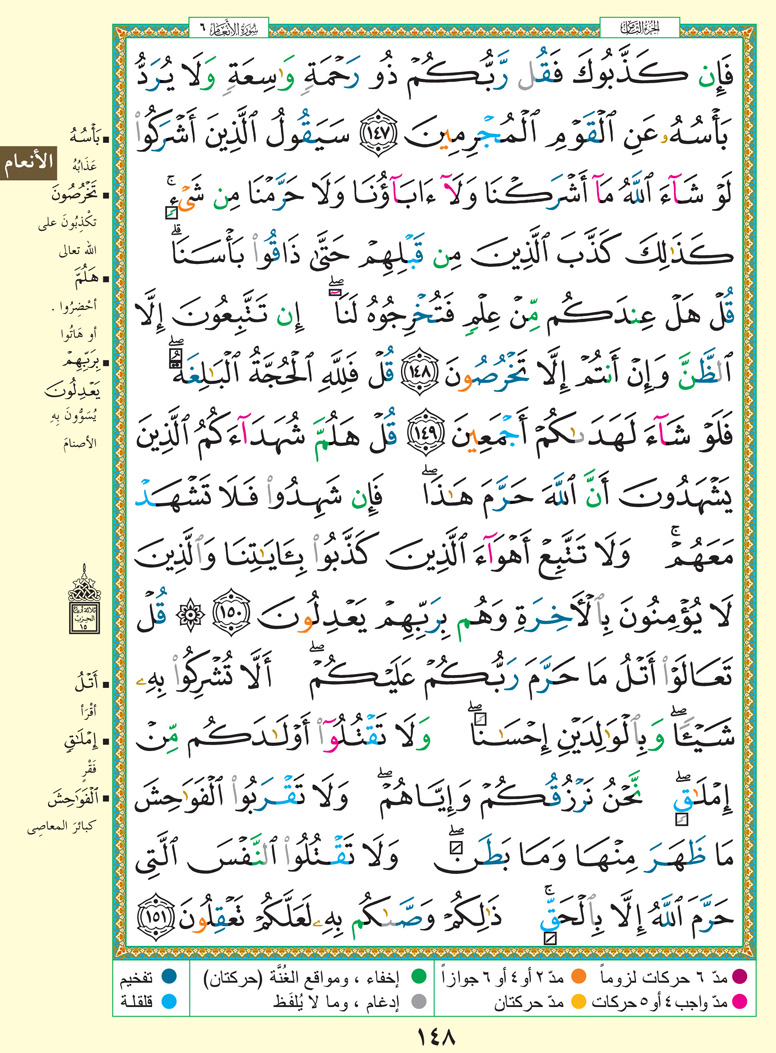 الجزء الثامن
سورة الأنعام ٦
فَإِن كَذَّبُوكَ فَقُل رَّبُّكُمْ ذُو رَحْمَةٍ وَٰسِعَةٍ وَلَا يُرَدُّ
بَأْسُهُۥ عَنِ ٱلْقَوْمِ ٱلْمُجْرِمِينَ ١٤٧ سَيَقُولُ ٱلَّذِينَ أَشْرَكُوا۟
لَوْ شَآءَ ٱللَّهُ مَآ أَشْرَكْنَا وَلَآ ءَابَآؤُنَا وَلَا حَرَّمْنَا مِن شَىْءٍ ۚ
كَذَٰلِكَ كَذَّبَ ٱلَّذِينَ مِن قَبْلِهِمْ حَتَّىٰ ذَاقُوا۟ بَأْسَنَا ۗ
قُلْ هَلْ عِندَكُم مِّنْ عِلْمٍ فَتُخْرِجُوهُ لَنَآ ۖ إِن تَتَّبِعُونَ إِلَّا
ٱلظَّنَّ وَإِنْ أَنتُمْ إِلَّا تَخْرُصُونَ ١٤٨ قُلْ فَلِلَّهِ ٱلْحُجَّةُ ٱلْبَٰلِغَةُ ۖ
فَلَوْ شَآءَ لَهَدَىٰكُمْ أَجْمَعِينَ ١٤٩ قُلْ هَلُمَّ شُهَدَآءَكُمُ ٱلَّذِينَ
يَشْهَدُونَ أَنَّ ٱللَّهَ حَرَّمَ هَٰذَا ۖ فَإِن شَهِدُوا۟ فَلَا تَشْهَدْ
مَعَهُمْ ۚ وَلَا تَتَّبِعْ أَهْوَآءَ ٱلَّذِينَ كَذَّبُوا۟ بِـَٔايَٰتِنَا وَٱلَّذِينَ
لَا يُؤْمِنُونَ بِٱلْءَاخِرَةِ وَهُم بِرَبِّهِمْ يَعْدِلُونَ ١٥٠ ۞ قُلْ
تَعَالَوْا۟ أَتْلُ مَا حَرَّمَ رَبُّكُمْ عَلَيْكُمْ ۖ أَلَّا تُشْرِكُوا۟ بِهِۦ
شَيْـًٔا ۖ وَبِٱلْوَٰلِدَيْنِ إِحْسَٰنًا ۖ وَلَا تَقْتُلُوٓا۟ أَوْلَٰدَكُم مِّنْ
إِمْلَٰقٍ ۖ نَّحْنُ نَرْزُقُكُمْ وَإِيَّاهُمْ ۖ وَلَا تَقْرَبُوا۟ ٱلْفَوَٰحِشَ
مَا ظَهَرَ مِنْهَا وَمَا بَطَنَ ۖ وَلَا تَقْتُلُوا۟ ٱلنَّفْسَ ٱلَّتِى
حَرَّمَ ٱللَّهُ إِلَّا بِٱلْحَقِّ ۚ ذَٰلِكُمْ وَصَّىٰكُم بِهِۦ لَعَلَّكُمْ تَعْقِلُونَ ١٥١
الأنعام
بَأْسُهُ
عَذَابُهُ
تَخْرُصُونَ
تكْذِبُونَ على
الله تعالى
هَلُمَّ
أحْضِرُوا .
أو هَاتُوا
بِرَبِّهِمْ
يَعْدِلُونَ
يُسَوُّونَ بِهِ
الأصنامَ
ثلاثة أرباع
الحزب
١٥
أَتْلُ
أقْرَأ
إِمْلَٰقٍ
فَقْرٍ
ٱلْفَوَٰحِشَ
كبائرَ المعاصِي
مدّ ٦ حركات لزوماً
مدّ ٢ أو ٤ أو ٦ جوازاً
إخفاء ، ومواقع الغُنَّة (حركتان)
تفخيم
مدّ واجب ٤ أو ٥ حركات
مدّ حركتان
إدغام ، وما لا يُلفَظ
قلقلة
١٤٨